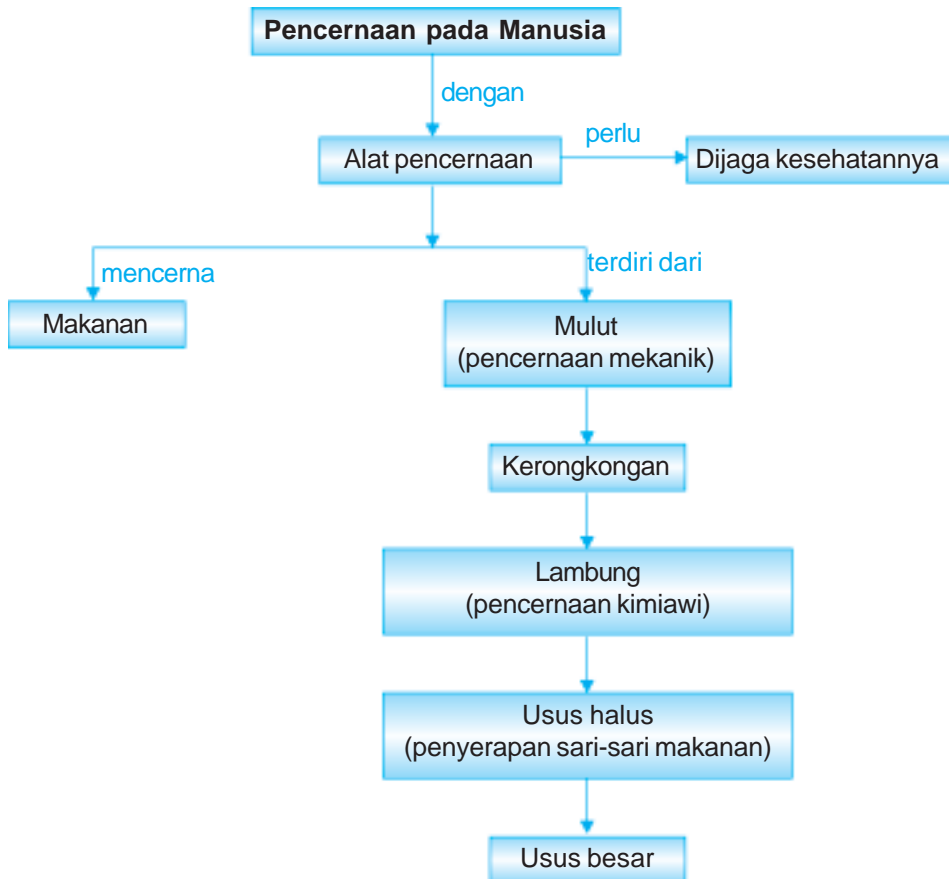 Pencernaan pada Manusia
dengan
Alat pencernaan
perlu
Dijaga kesehatannya
mencerna
terdiri dari
Makanan
Mulut
(pencernaan mekanik)
Kerongkongan
Lambung
(pencernaan kimiawi)
Usus halus
(penyerapan sari-sari makanan)
Usus besar